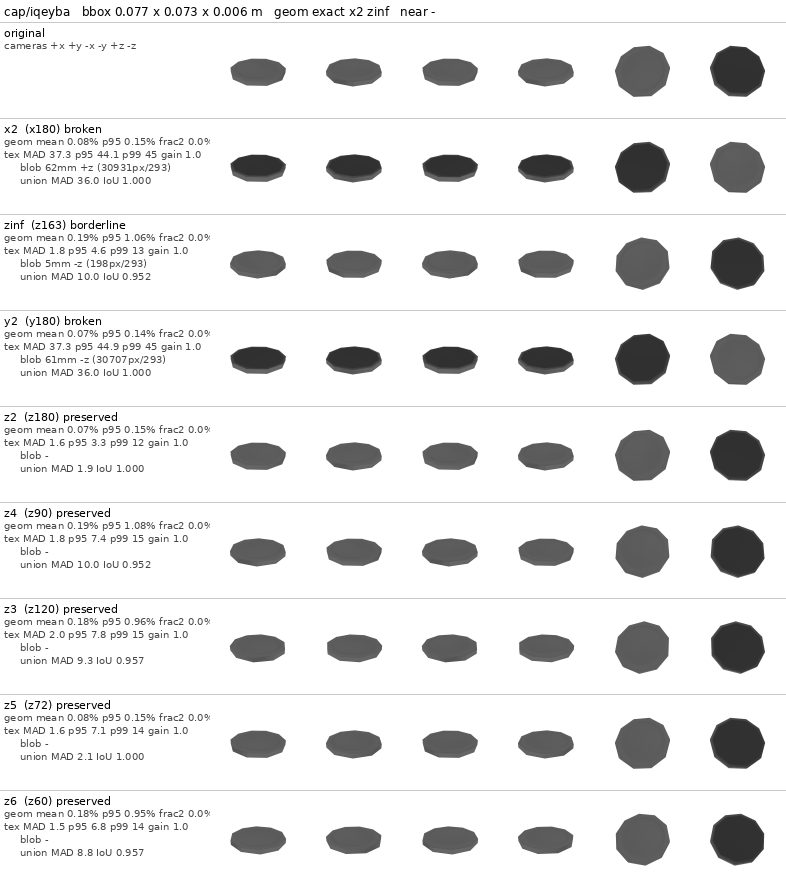 cap/iqeyba bbox 0.077 x 0.073 x 0.006 m geom exact x2 zinf near -
original
cameras +x +y -x -y +z -z
x2 (x180) broken
geom mean 0.08% p95 0.15% frac2 0.0%
tex MAD 37.3 p95 44.1 p99 45 gain 1.0
blob 62mm +z (30931px/293)
union MAD 36.0 IoU 1.000
zinf (z163) borderline
geom mean 0.19% p95 1.06% frac2 0.0%
tex MAD 1.8 p95 4.6 p99 13 gain 1.0
blob 5mm -z (198px/293)
union MAD 10.0 IoU 0.952
y2 (y180) broken
geom mean 0.07% p95 0.14% frac2 0.0%
tex MAD 37.3 p95 44.9 p99 45 gain 1.0
blob 61mm -z (30707px/293)
union MAD 36.0 IoU 1.000
z2 (z180) preserved
geom mean 0.07% p95 0.15% frac2 0.0%
tex MAD 1.6 p95 3.3 p99 12 gain 1.0
blob -
union MAD 1.9 IoU 1.000
z4 (z90) preserved
geom mean 0.19% p95 1.08% frac2 0.0%
tex MAD 1.8 p95 7.4 p99 15 gain 1.0
blob -
union MAD 10.0 IoU 0.952
z3 (z120) preserved
geom mean 0.18% p95 0.96% frac2 0.0%
tex MAD 2.0 p95 7.8 p99 15 gain 1.0
blob -
union MAD 9.3 IoU 0.957
z5 (z72) preserved
geom mean 0.08% p95 0.15% frac2 0.0%
tex MAD 1.6 p95 7.1 p99 14 gain 1.0
blob -
union MAD 2.1 IoU 1.000
z6 (z60) preserved
geom mean 0.18% p95 0.95% frac2 0.0%
tex MAD 1.5 p95 6.8 p99 14 gain 1.0
blob -
union MAD 8.8 IoU 0.957